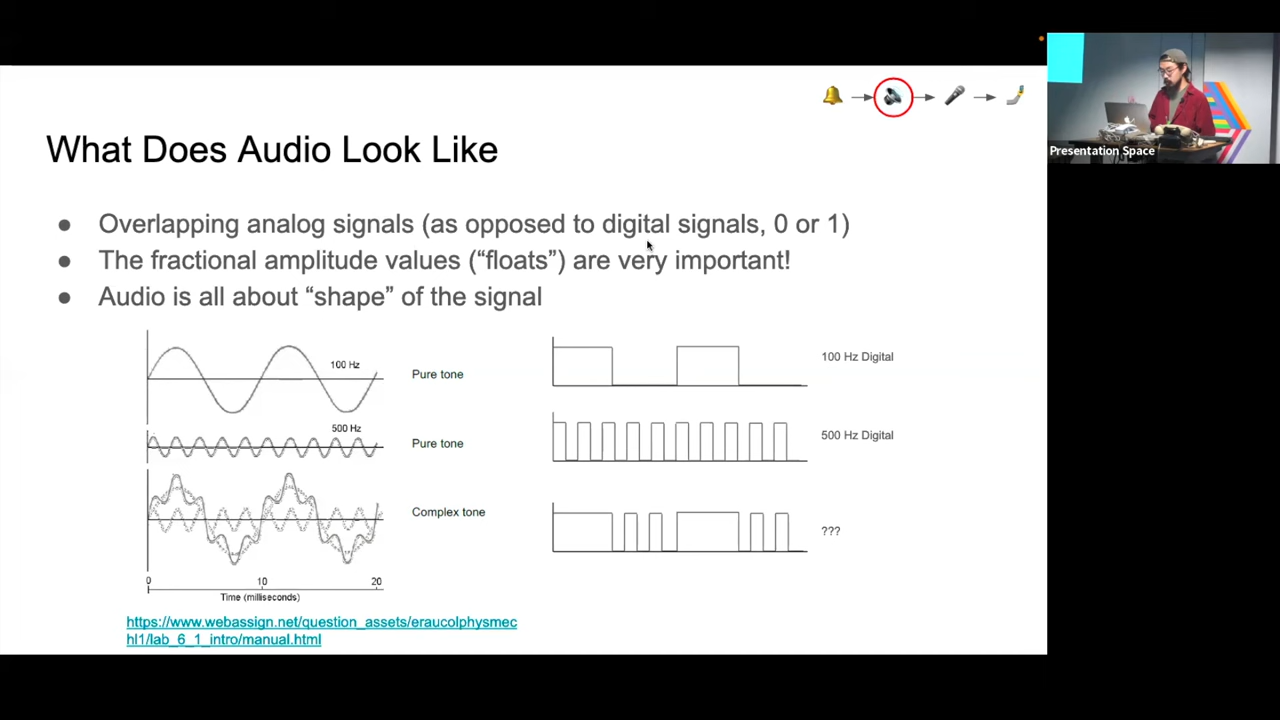 What Does Audio Look Like
● Overlapping analog signals (as opposed to digital signals, 0 or 1)
● The fractional amplitude values (“floats”) are very important!
● Audio is all about “shape” of the signal
100 Hz
Pure tone
500 Hz
Pure tone
Complex tone
0 10 20
Time (milliseconds)
100 Hz Digital
500 Hz Digital
???
https://www.webassign.net/question_assets/eraucolphysmec
hl1/lab_6_1_intro/manual.html
Presentation Space